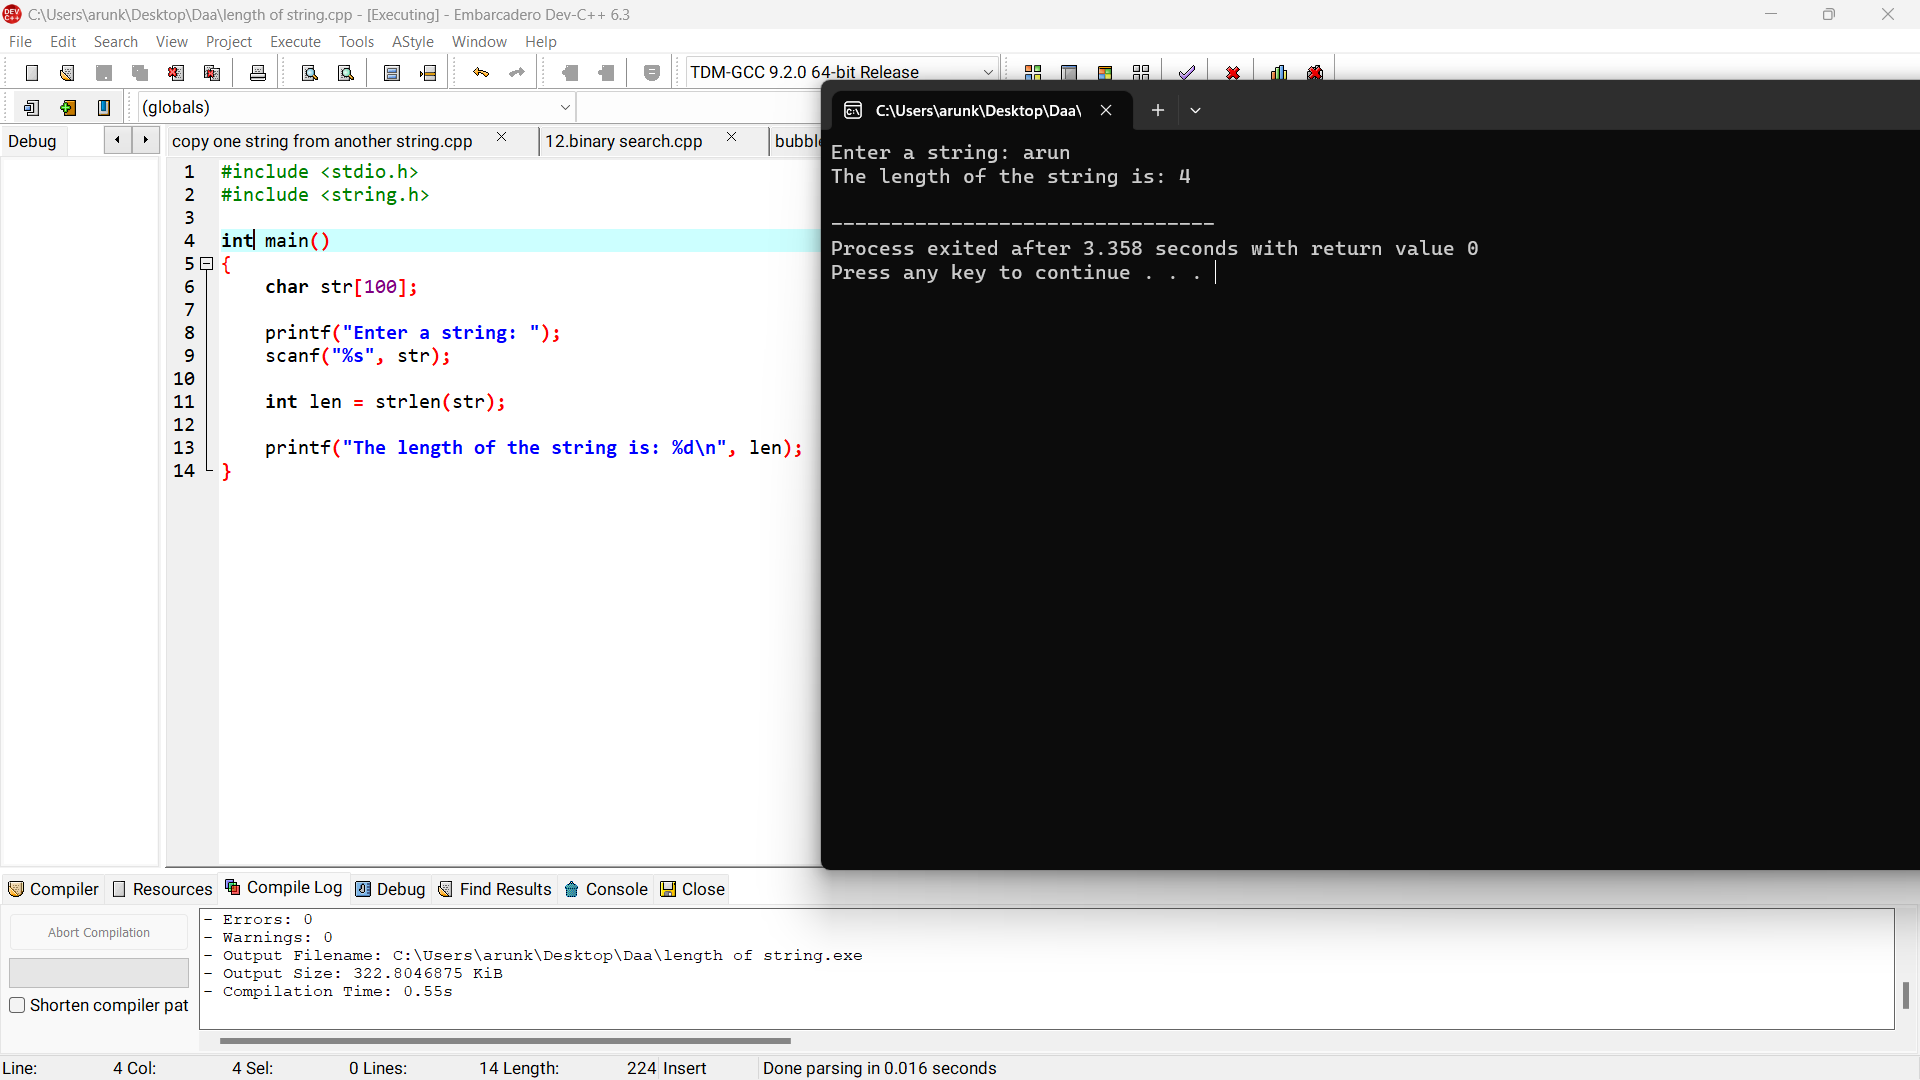 C:\Users\arunk\Desktop\Daa\length of string.cpp - [Executing] - Embarcadero Dev-C++ 6.3
File Edit Search View Project Execute Tools AStyle Window Help
TDM-GCC 9.2.0 64-bit Release
(globals)
Debug
copy one string from another string.cpp 12.binary search.cpp bubble
1 #include <stdio.h>
2 #include <string.h>
3
4 int main()
5 {
6 char str[100];
7
8 printf("Enter a string: ");
9 scanf("%s", str);
10
11 int len = strlen(str);
12
13 printf("The length of the string is: %d\n", len);
14 }
C:\Users\arunk\Desktop\Daa\
Enter a string: arun
The length of the string is: 4
--------------------------------
Process exited after 3.358 seconds with return value 0
Press any key to continue . . .
Compiler Resources Compile Log Debug Find Results Console Close
Abort Compilation
Shorten compiler pat
- Errors: 0
- Warnings: 0
- Output Filename: C:\Users\arunk\Desktop\Daa\length of string.exe
- Output Size: 322.8046875 KiB
- Compilation Time: 0.55s
Line: 4 Col: 4 Sel: 0 Lines: 14 Length: 224 Insert Done parsing in 0.016 seconds